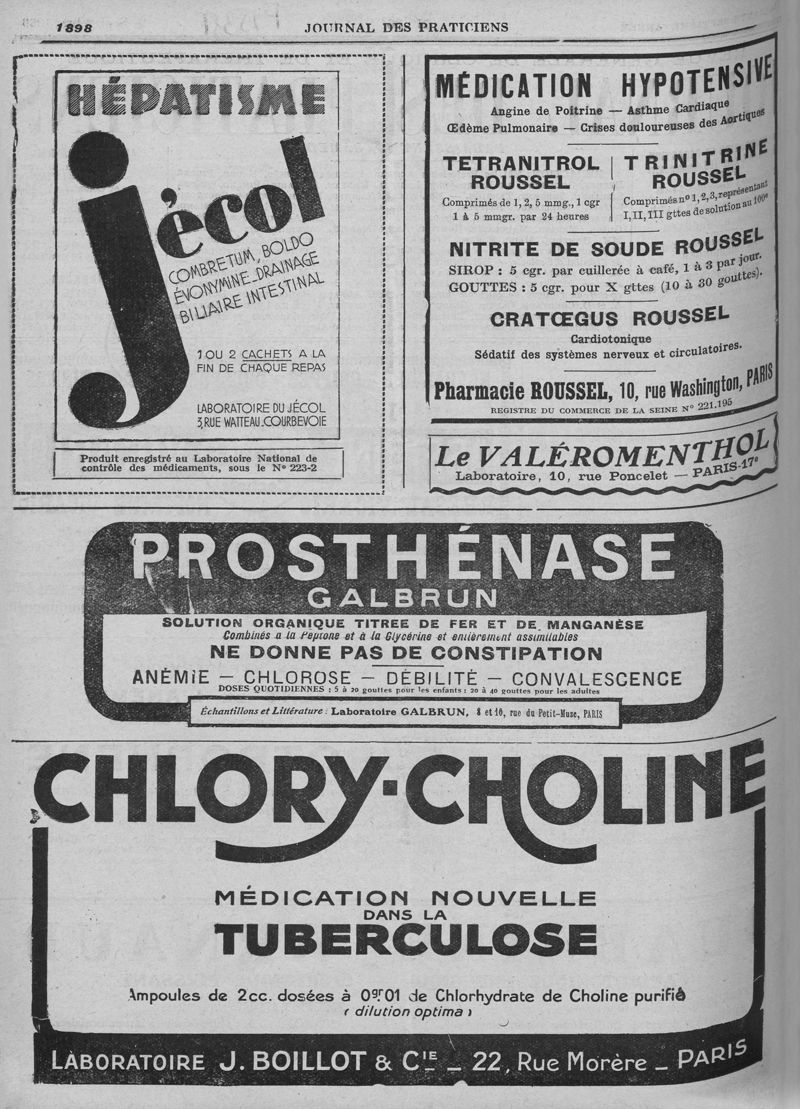 1898
JOURNAL DES PRATICIENS
HÉPATISME
jécol
COMBRETUM, BOLDO
ÉVONYMINE_DRAINAGE
BILIAIRE INTESTINAL
1 OU 2 CACHETS A LA
FIN DE CHAQUE REPAS
LABORATOIRE DU JÉCOL
3, RUE WATTEAU_COURBEVOIE
Produit enregistré au Laboratoire National de
contrôle des médicaments, sous le No 223-2
MÉDICATION HYPOTENSIVE
Angine de Poitrine — Asthme Cardiaque
Œdème Pulmonaire — Crises douloureuses des Aortiques
TETRANITROL
ROUSSEL
Comprimés de 1, 2, 5 mmg., 1 cgr
1 à 5 mmgr. par 24 heures
TRINITRINE
ROUSSEL
Comprimés no 1, 2, 3, représentant
I, II, III gttes de solution au 100e
NITRITE DE SOUDE ROUSSEL
SIROP : 5 cgr. par cuillerée à café, 1 à 3 par jour.
GOUTTES : 5 cgr. pour X gttes (10 à 30 gouttes).
CRATŒGUS ROUSSEL
Cardiotonique
Sédatif des systèmes nerveux et circulatoires.
Pharmacie ROUSSEL, 10, rue Washington, PARIS
REGISTRE DU COMMERCE DE LA SEINE No 221.195
Le VALÉROMENTHOL
Laboratoire, 10, rue Poncelet — PARIS-17e
PROSTHÉNASE
GALBRUN
SOLUTION ORGANIQUE TITREE DE FER ET DE MANGANÈSE
Combinés a la Peptone et à la Glycérine et entièrement assimilables
NE DONNE PAS DE CONSTIPATION
ANÉMIE — CHLOROSE — DÉBILITÉ — CONVALESCENCE
DOSES QUOTIDIENNES : 5 à 20 gouttes pour les enfants : 20 à 40 gouttes pour les adultes
Échantillons et Littérature : Laboratoire GALBRUN, 8 et 10, rue du Petit-Musc, PARIS
CHLORY-CHOLINE
MÉDICATION NOUVELLE
DANS LA
TUBERCULOSE
Ampoules de 2cc. dosées à 0gr01 de Chlorhydrate de Choline purifié
( dilution optima )
LABORATOIRE J. BOILLOT & CIE _ 22, Rue Morère _ PARIS